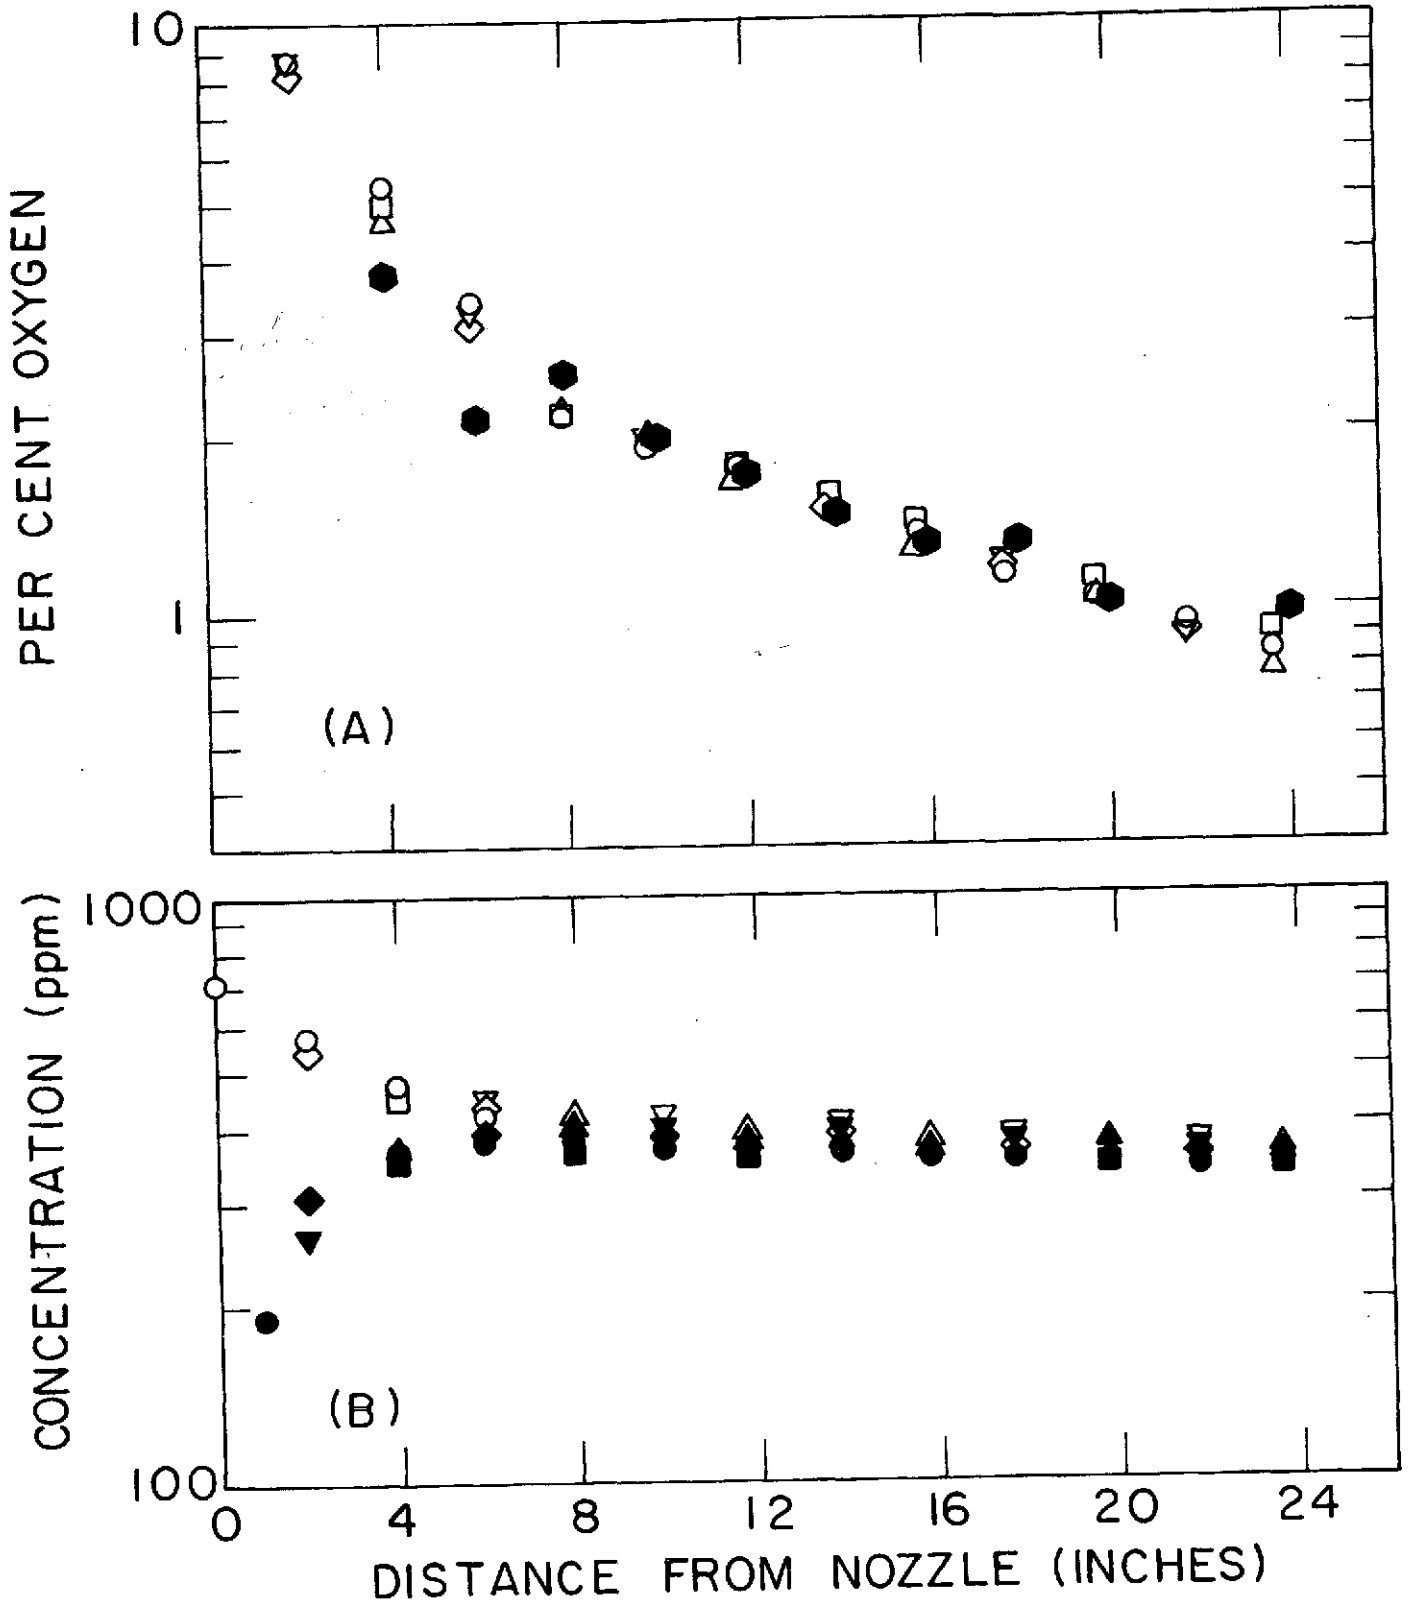 10
PER CENT OXYGEN
1
(A)
1000
CONCENTRATION (ppm)
(B)
100
0 4 8 12 16 20 24
DISTANCE FROM NOZZLE (INCHES)